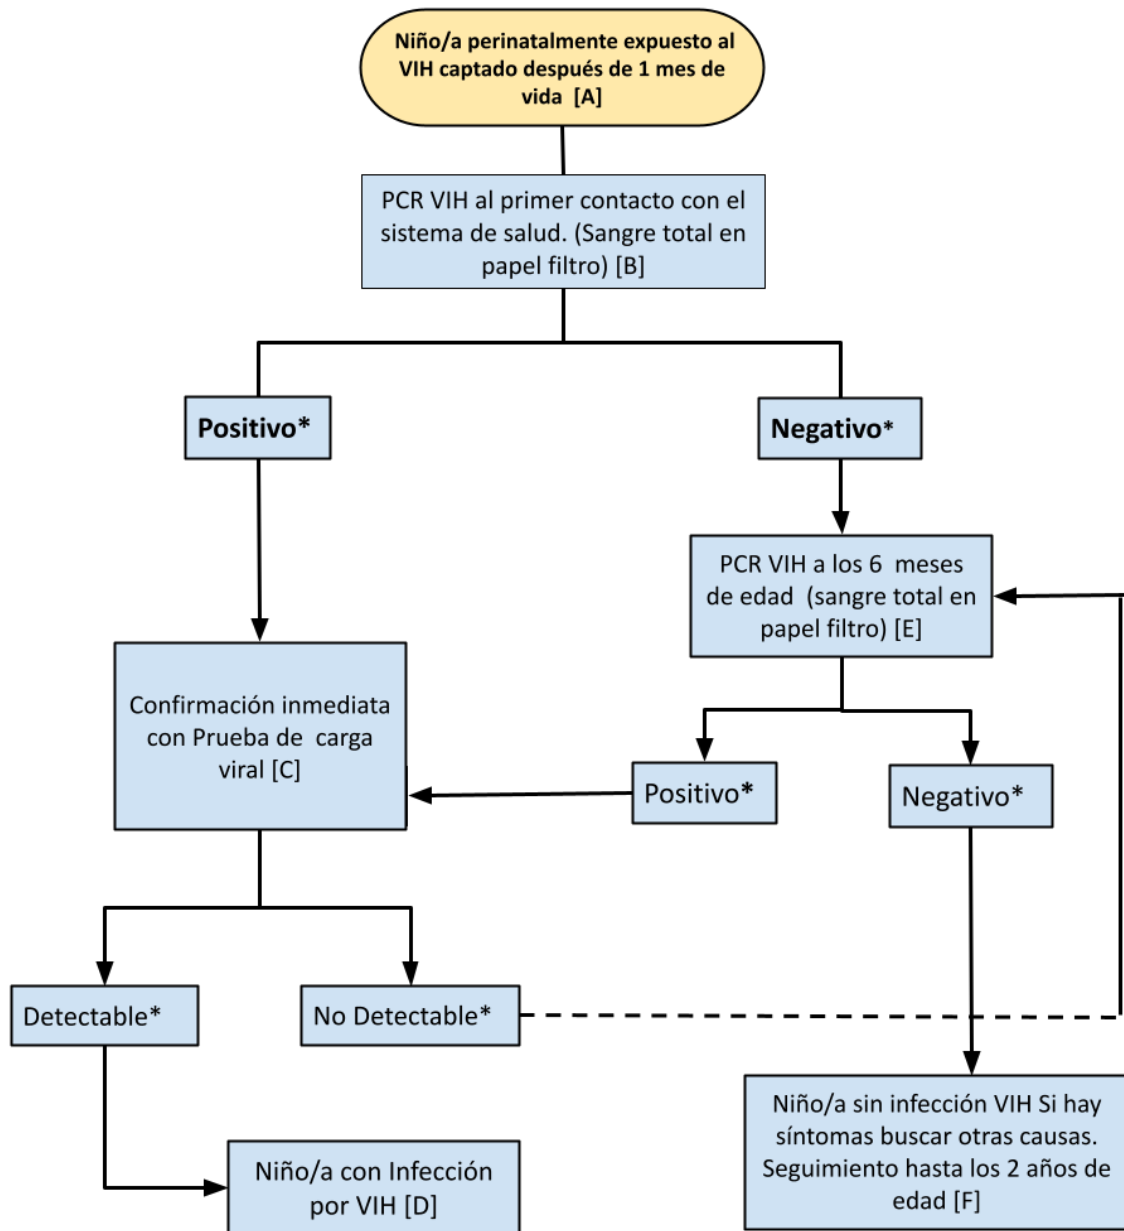 Niño/a perinatalmente expuesto al
VIH captado después de 1 mes de
vida [A]
PCR VIH al primer contacto con el
sistema de salud. (Sangre total en
papel filtro) [B]
Positivo*
Negativo*
PCR VIH a los 6 meses
de edad (sangre total en
papel filtro) [E]
Confirmación inmediata
con Prueba de carga
viral [C]
Positivo*
Negativo*
Detectable*
No Detectable*
Niño/a con Infección
por VIH [D]
Niño/a sin infección VIH Si hay
síntomas buscar otras causas.
Seguimiento hasta los 2 años de
edad [F]